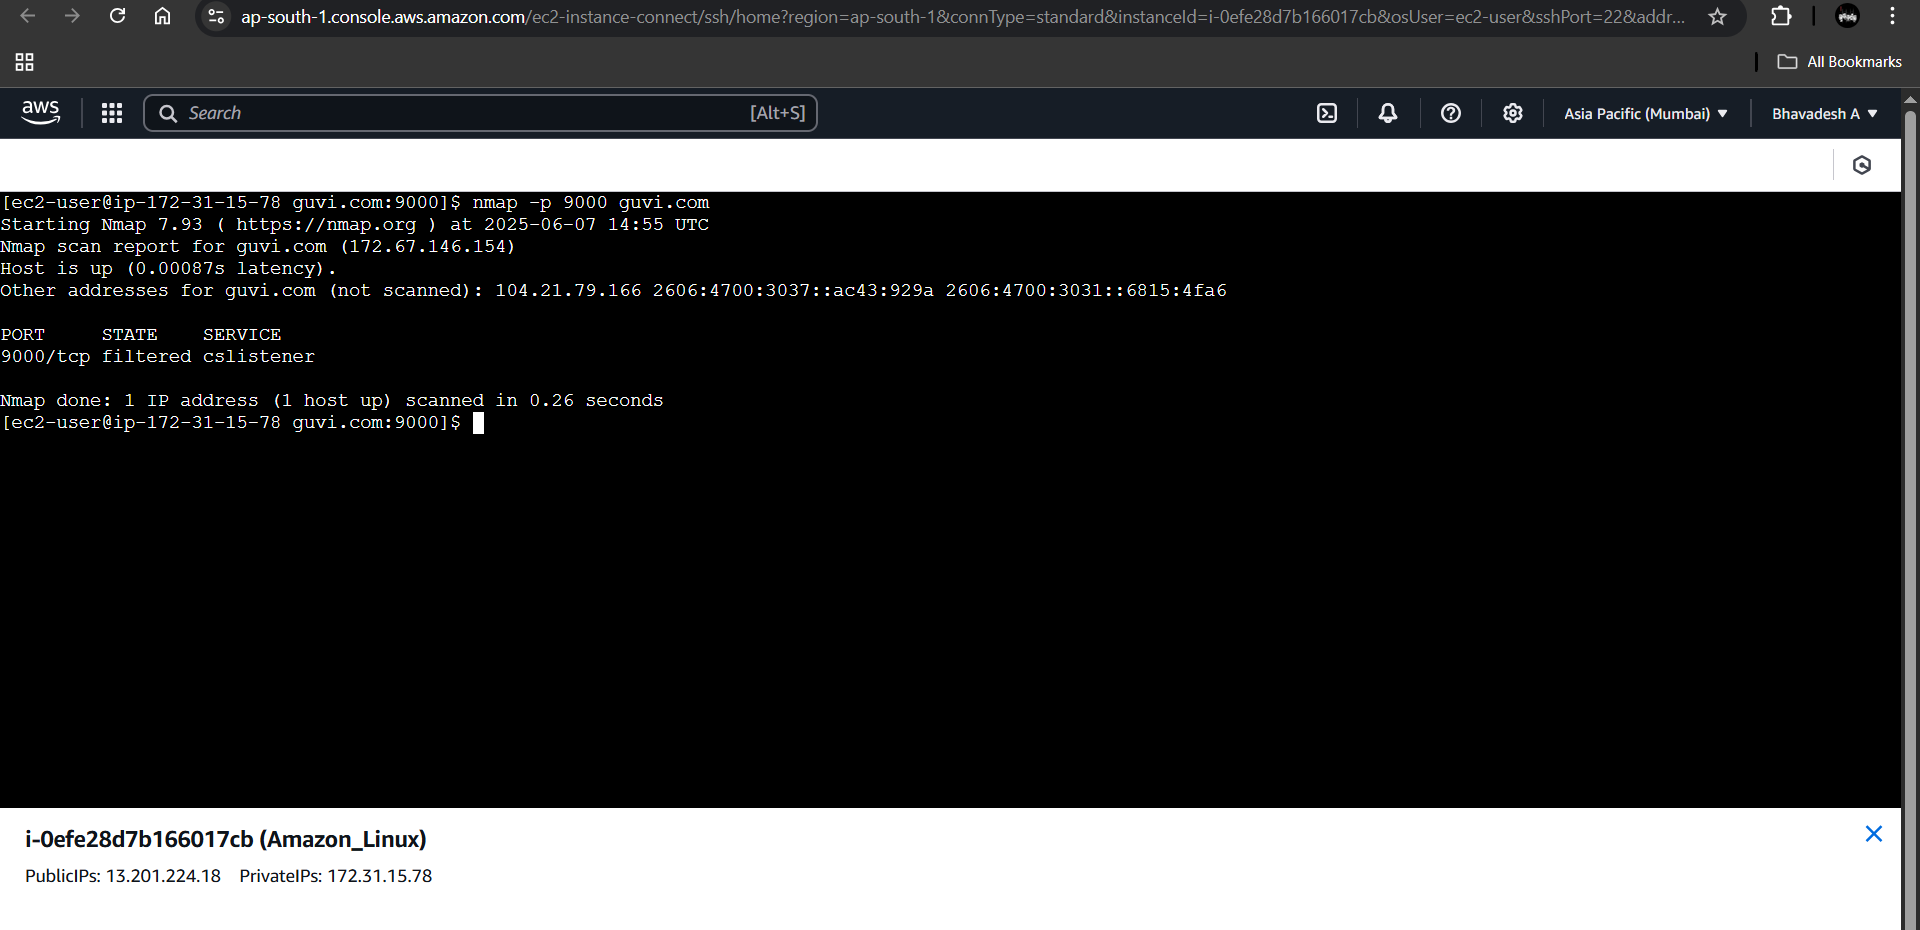 ap-south-1.console.aws.amazon.com/ec2-instance-connect/ssh/home?region=ap-south-1&connType=standard&instanceId=i-0efe28d7b166017cb&osUser=ec2-user&sshPort=22&addr...
All Bookmarks
aws
Search
[Alt+S]
Asia Pacific (Mumbai)
Bhavadesh A
[ec2-user@ip-172-31-15-78 guvi.com:9000]$ nmap -p 9000 guvi.com
Starting Nmap 7.93 ( https://nmap.org ) at 2025-06-07 14:55 UTC
Nmap scan report for guvi.com (172.67.146.154)
Host is up (0.00087s latency).
Other addresses for guvi.com (not scanned): 104.21.79.166 2606:4700:3037::ac43:929a 2606:4700:3031::6815:4fa6
PORT     STATE    SERVICE
9000/tcp filtered cslistener
Nmap done: 1 IP address (1 host up) scanned in 0.26 seconds
[ec2-user@ip-172-31-15-78 guvi.com:9000]$
i-0efe28d7b166017cb (Amazon_Linux)
PublicIPs: 13.201.224.18 PrivateIPs: 172.31.15.78